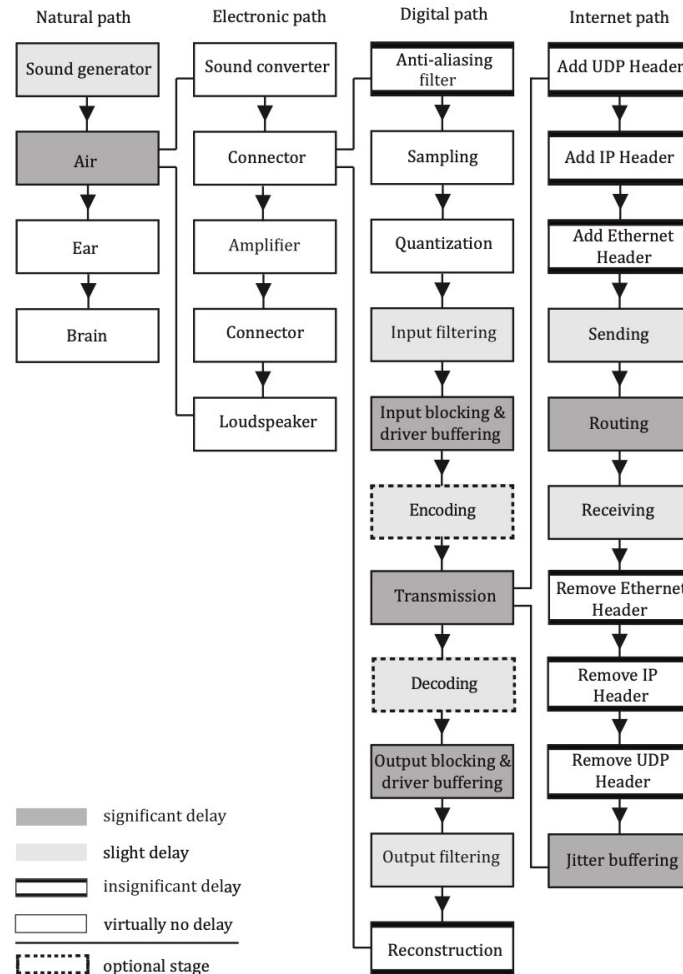 Natural path
Sound generator
Air
Ear
Brain
Electronic path
Sound converter
Connector
Amplifier
Connector
Loudspeaker
Digital path
Anti-aliasing
filter
Sampling
Quantization
Input filtering
Input blocking &
driver buffering
Encoding
Transmission
Decoding
Output blocking &
driver buffering
Output filtering
Reconstruction
Internet path
Add UDP Header
Add IP Header
Add Ethernet
Header
Sending
Routing
Receiving
Remove Ethernet
Header
Remove IP
Header
Remove UDP
Header
Jitter buffering
significant delay
slight delay
insignificant delay
virtually no delay
optional stage